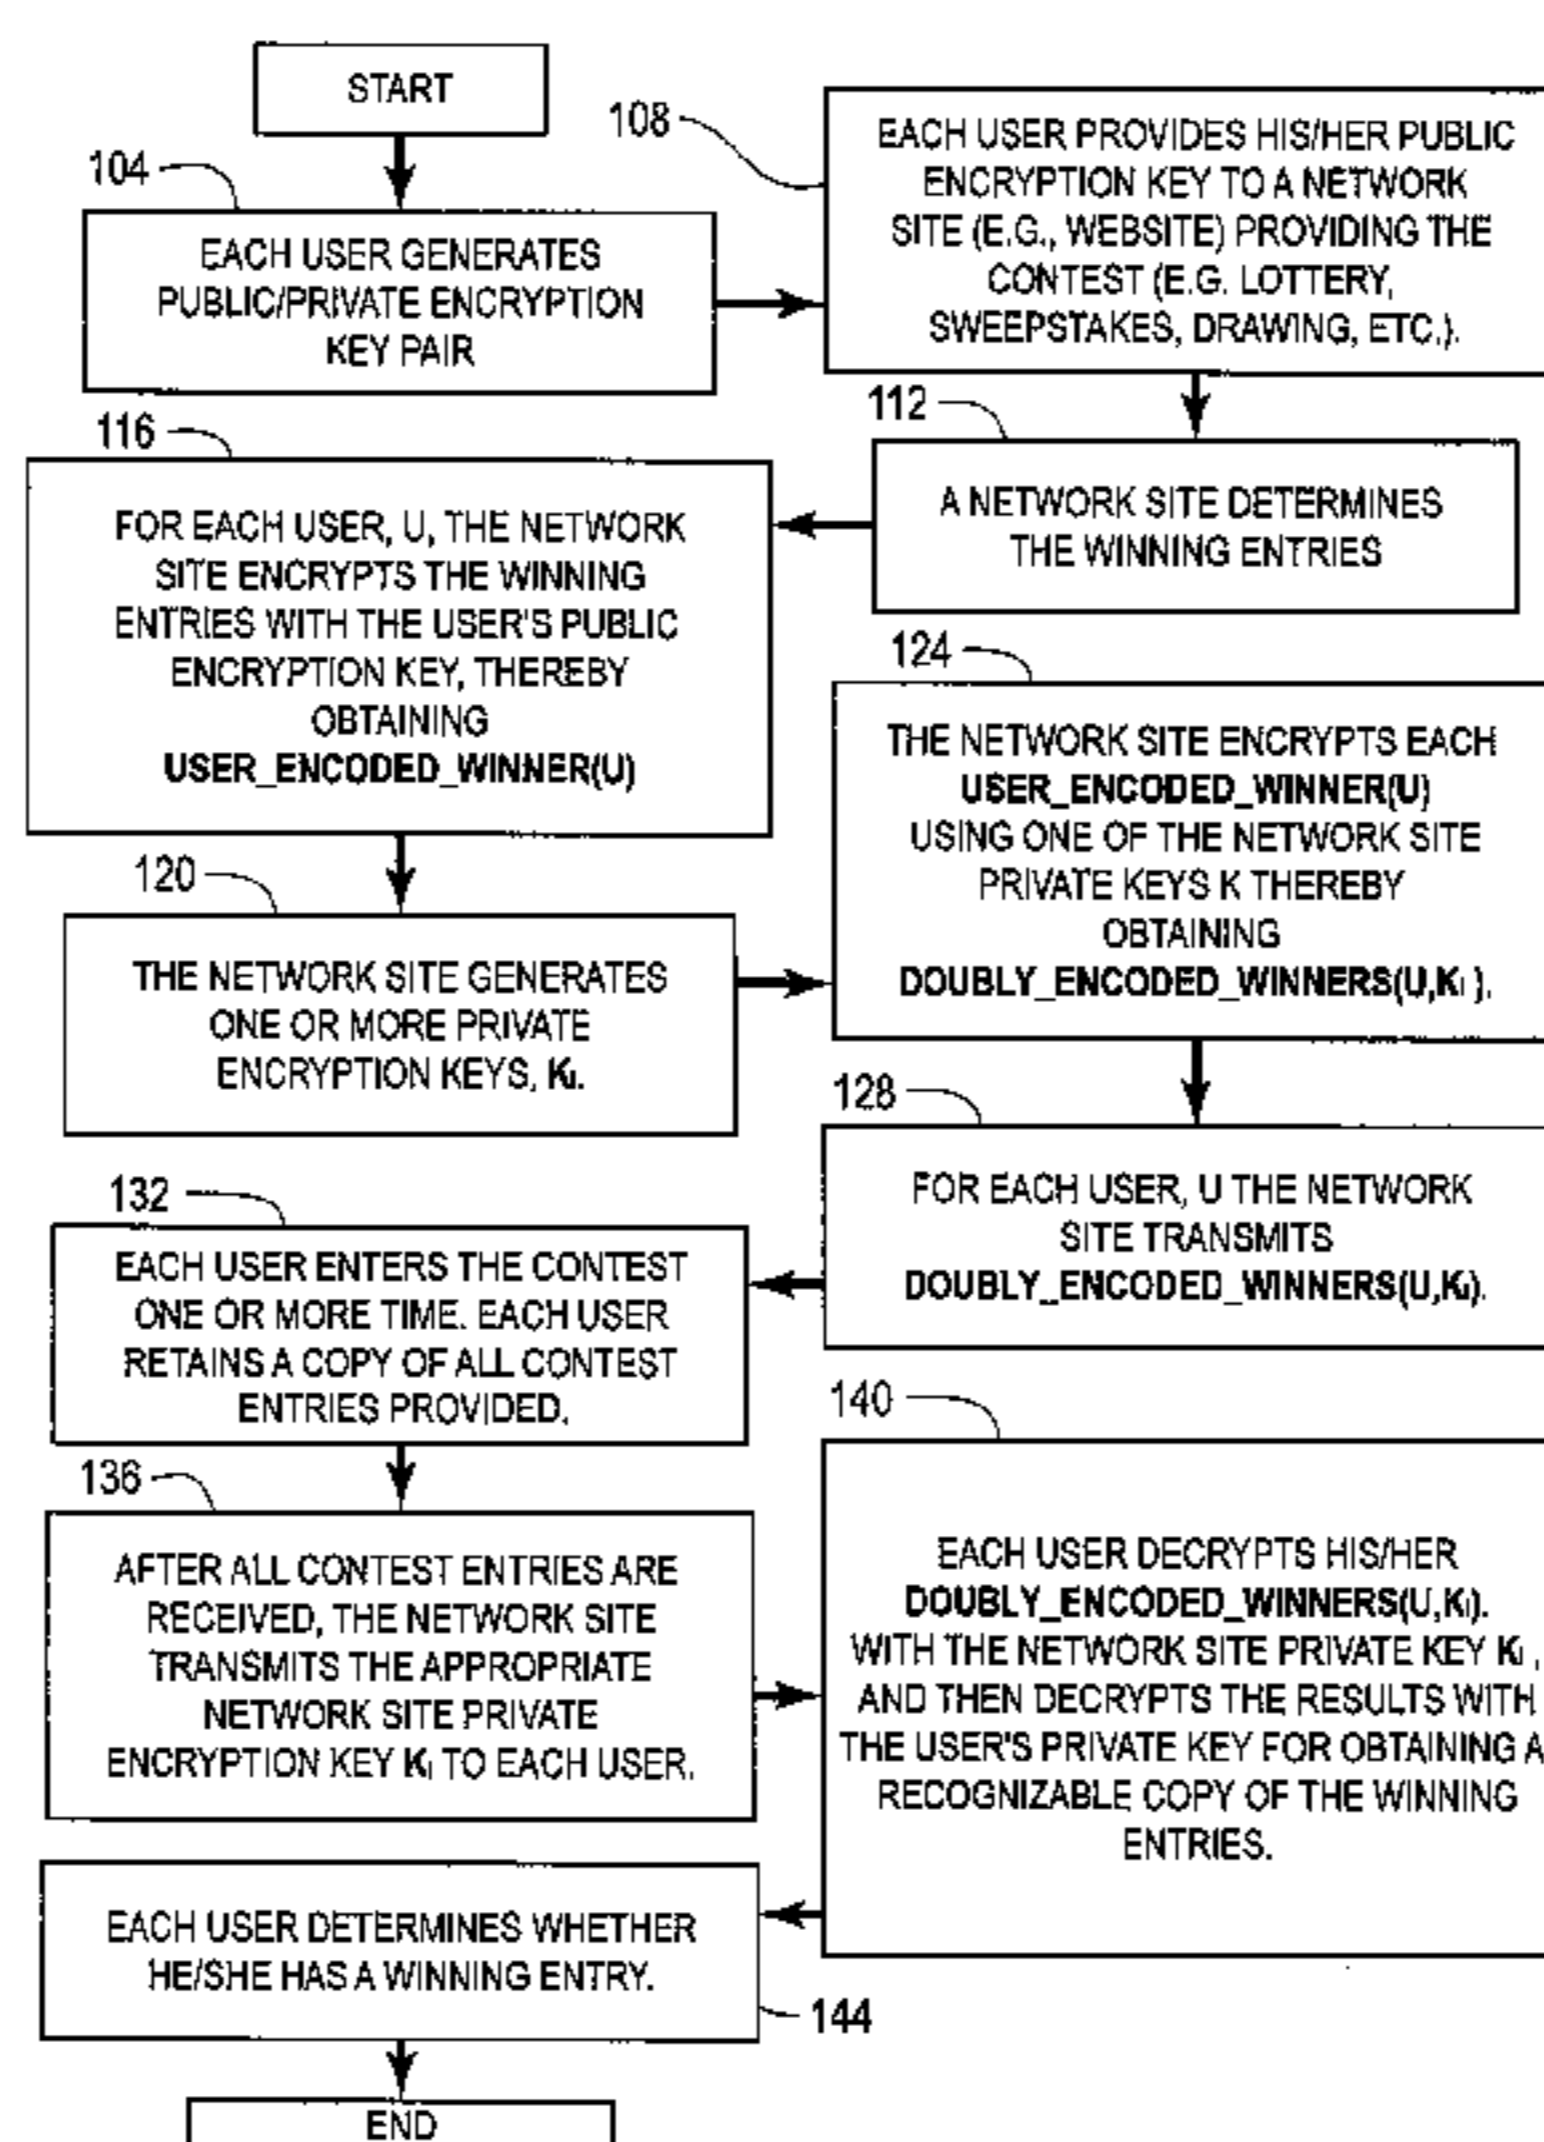 START
104
EACH USER GENERATES
PUBLIC/PRIVATE ENCRYPTION
KEY PAIR
108
EACH USER PROVIDES HIS/HER PUBLIC
ENCRYPTION KEY TO A NETWORK
SITE (E.G., WEBSITE) PROVIDING THE
CONTEST (E.G. LOTTERY,
SWEEPSTAKES, DRAWING, ETC.).
112
A NETWORK SITE DETERMINES
THE WINNING ENTRIES
116
FOR EACH USER, U, THE NETWORK
SITE ENCRYPTS THE WINNING
ENTRIES WITH THE USER'S PUBLIC
ENCRYPTION KEY, THEREBY
OBTAINING
USER_ENCODED_WINNER(U)
120
THE NETWORK SITE GENERATES
ONE OR MORE PRIVATE
ENCRYPTION KEYS, KI.
124
THE NETWORK SITE ENCRYPTS EACH
USER_ENCODED_WINNER(U)
USING ONE OF THE NETWORK SITE
PRIVATE KEYS K THEREBY
OBTAINING
DOUBLY_ENCODED_WINNERS(U,KI ).
128
FOR EACH USER, U THE NETWORK
SITE TRANSMITS
DOUBLY_ENCODED_WINNERS(U,KI).
132
EACH USER ENTERS THE CONTEST
ONE OR MORE TIME. EACH USER
RETAINS A COPY OF ALL CONTEST
ENTRIES PROVIDED.
136
AFTER ALL CONTEST ENTRIES ARE
RECEIVED, THE NETWORK SITE
TRANSMITS THE APPROPRIATE
NETWORK SITE PRIVATE
ENCRYPTION KEY KI TO EACH USER.
140
EACH USER DECRYPTS HIS/HER
DOUBLY_ENCODED_WINNERS(U,KI).
WITH THE NETWORK SITE PRIVATE KEY KI ,
AND THEN DECRYPTS THE RESULTS WITH
THE USER'S PRIVATE KEY FOR OBTAINING A
RECOGNIZABLE COPY OF THE WINNING
ENTRIES.
EACH USER DETERMINES WHETHER
HE/SHE HAS A WINNING ENTRY.
144
END